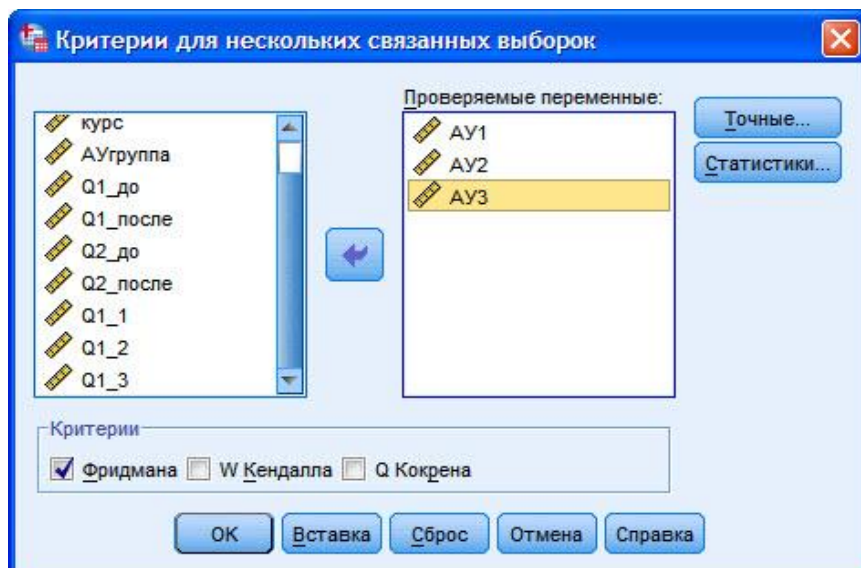 Критерии для нескольких связанных выборок
курс
АУгруппа
Q1_до
Q1_после
Q2_до
Q2_после
Q1_1
Q1_2
Q1_3
Проверяемые переменные:
АУ1
АУ2
АУ3
Точные...
Статистики...
Критерии
Фридмана W Кендалла Q Кокрена
ОК Вставка Сброс Отмена Справка